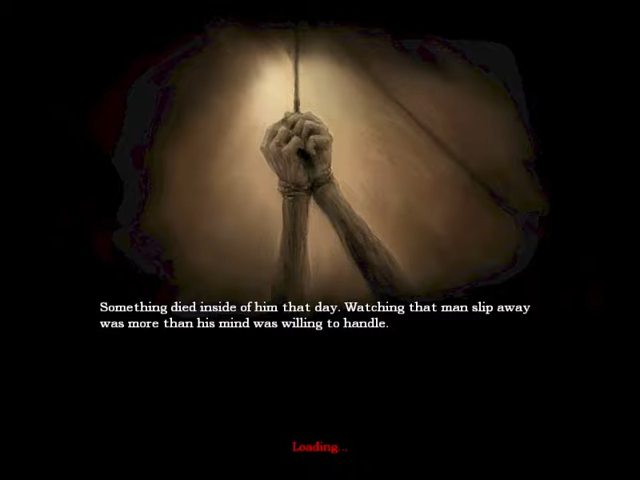 Something died inside of him that day. Watching that man slip away
was more than his mind was willing to handle.
Loading...